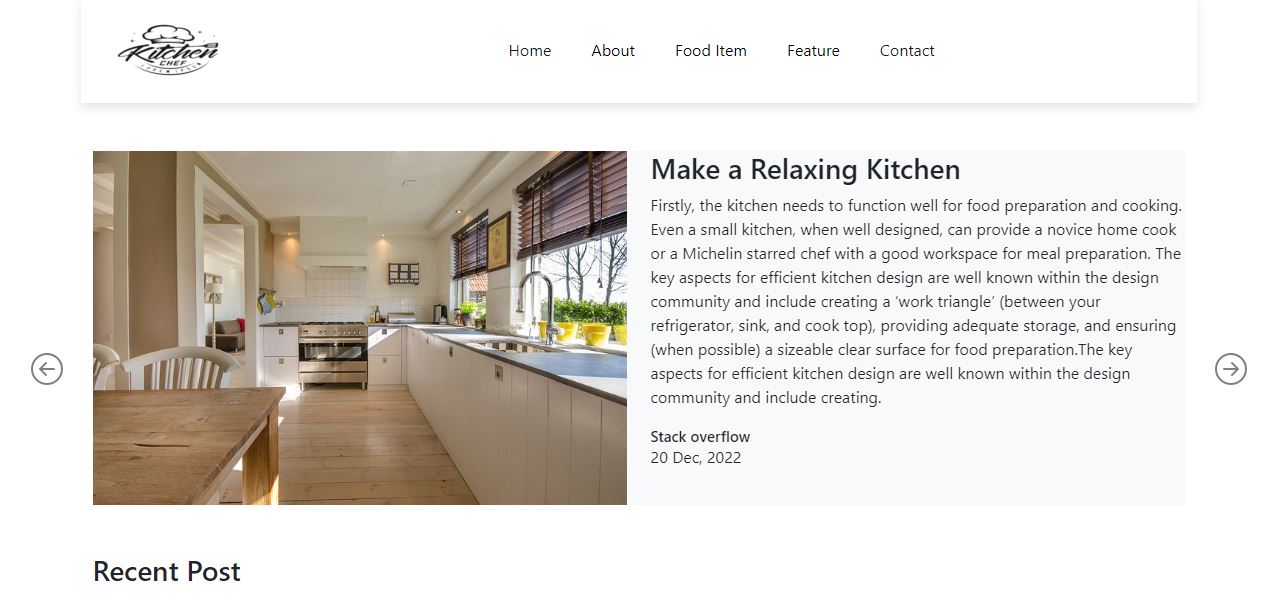 Kitchen
CHEF
Home About Food Item Feature Contact
Make a Relaxing Kitchen
Firstly, the kitchen needs to function well for food preparation and cooking.
Even a small kitchen, when well designed, can provide a novice home cook
or a Michelin starred chef with a good workspace for meal preparation. The
key aspects for efficient kitchen design are well known within the design
community and include creating a ‘work triangle’ (between your
refrigerator, sink, and cook top), providing adequate storage, and ensuring
(when possible) a sizeable clear surface for food preparation.The key
aspects for efficient kitchen design are well known within the design
community and include creating.
Stack overflow
20 Dec, 2022
Recent Post